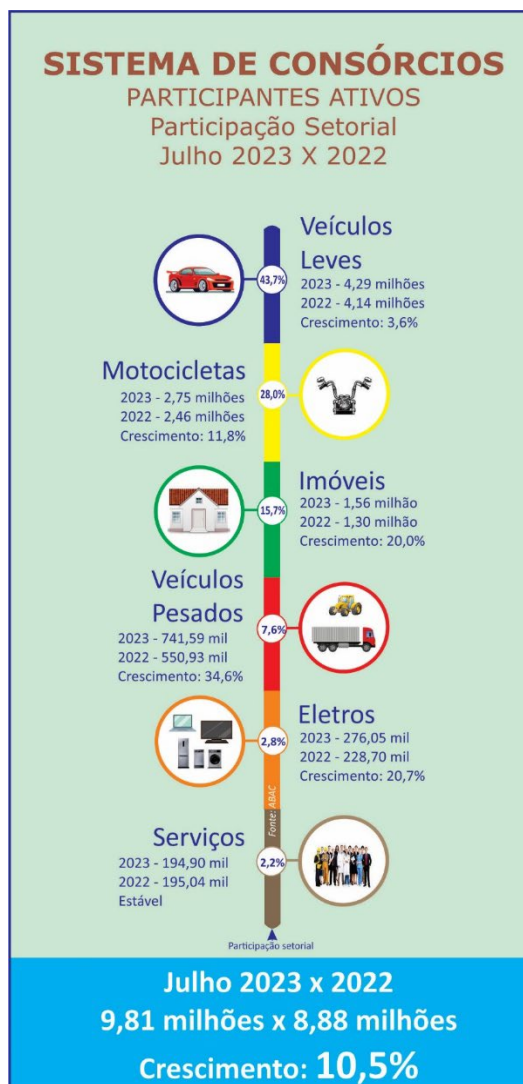 SISTEMA DE CONSÓRCIOS
PARTICIPANTES ATIVOS
Participação Setorial
Julho 2023 X 2022
Veículos
Leves
43,7%
2023 - 4,29 milhões
2022 - 4,14 milhões
Crescimento: 3,6%
Motocicletas
28,0%
2023 - 2,75 milhões
2022 - 2,46 milhões
Crescimento: 11,8%
Imóveis
15,7%
2023 - 1,56 milhão
2022 - 1,30 milhão
Crescimento: 20,0%
Veículos
Pesados
7,6%
2023 - 741,59 mil
2022 - 550,93 mil
Crescimento: 34,6%
Eletros
2,8%
2023 - 276,05 mil
2022 - 228,70 mil
Crescimento: 20,7%
Fonte: ABAC
Serviços
2,2%
2023 - 194,90 mil
2022 - 195,04 mil
Estável
Participação setorial
Julho 2023 x 2022
9,81 milhões x 8,88 milhões
Crescimento: 10,5%